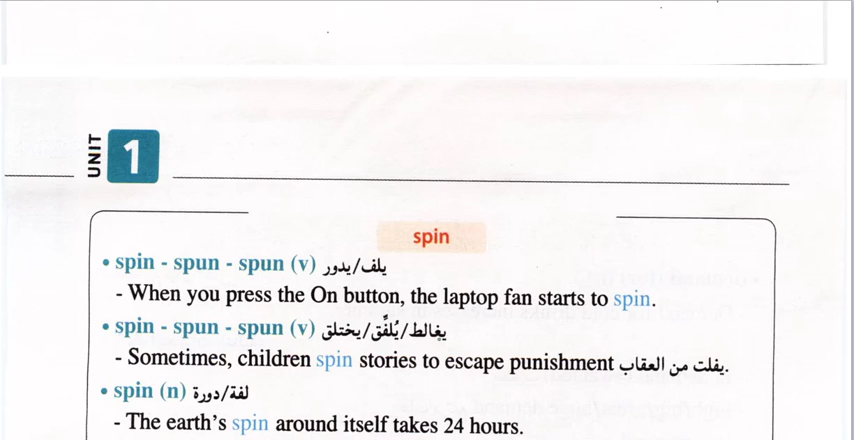 UNIT 1
spin
• spin - spun - spun (v) يلف/يدور
- When you press the On button, the laptop fan starts to spin.
• spin - spun - spun (v) يغالط/يُلفَّق/يختلق
- Sometimes, children spin stories to escape punishment يفلت من العقاب.
• spin (n) لفة/دورة
- The earth's spin around itself takes 24 hours.